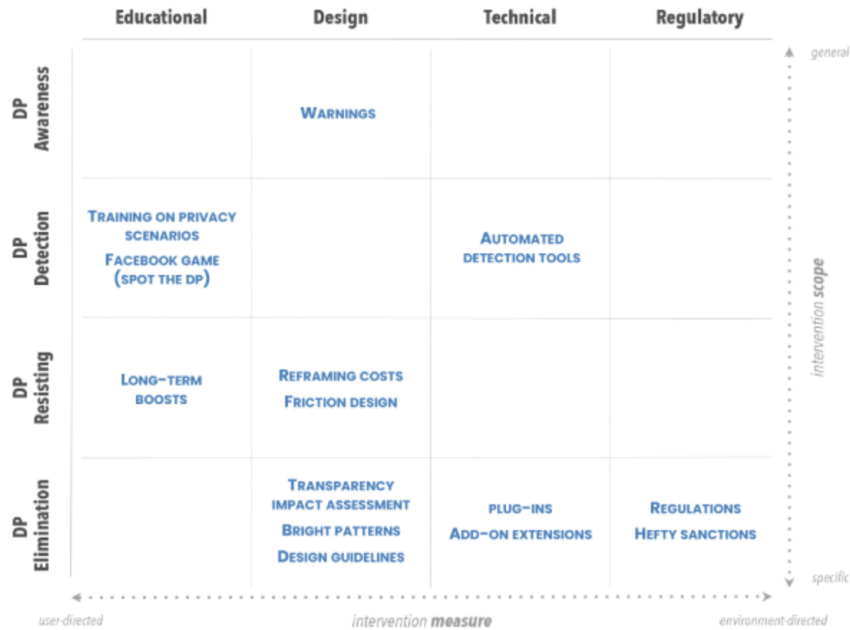 Educational Design Technical Regulatory
general
DP
Awareness
WARNINGS
DP
Detection
TRAINING ON PRIVACY
SCENARIOS
FACEBOOK GAME
(SPOT THE DP)
AUTOMATED
DETECTION TOOLS
intervention scope
DP
Resisting
LONG-TERM
BOOSTS
REFRAMING COSTS
FRICTION DESIGN
DP
Elimination
TRANSPARENCY
IMPACT ASSESSMENT
BRIGHT PATTERNS
DESIGN GUIDELINES
PLUG-INS
ADD-ON EXTENSIONS
REGULATIONS
HEFTY SANCTIONS
specific
user-directed intervention measure environment-directed